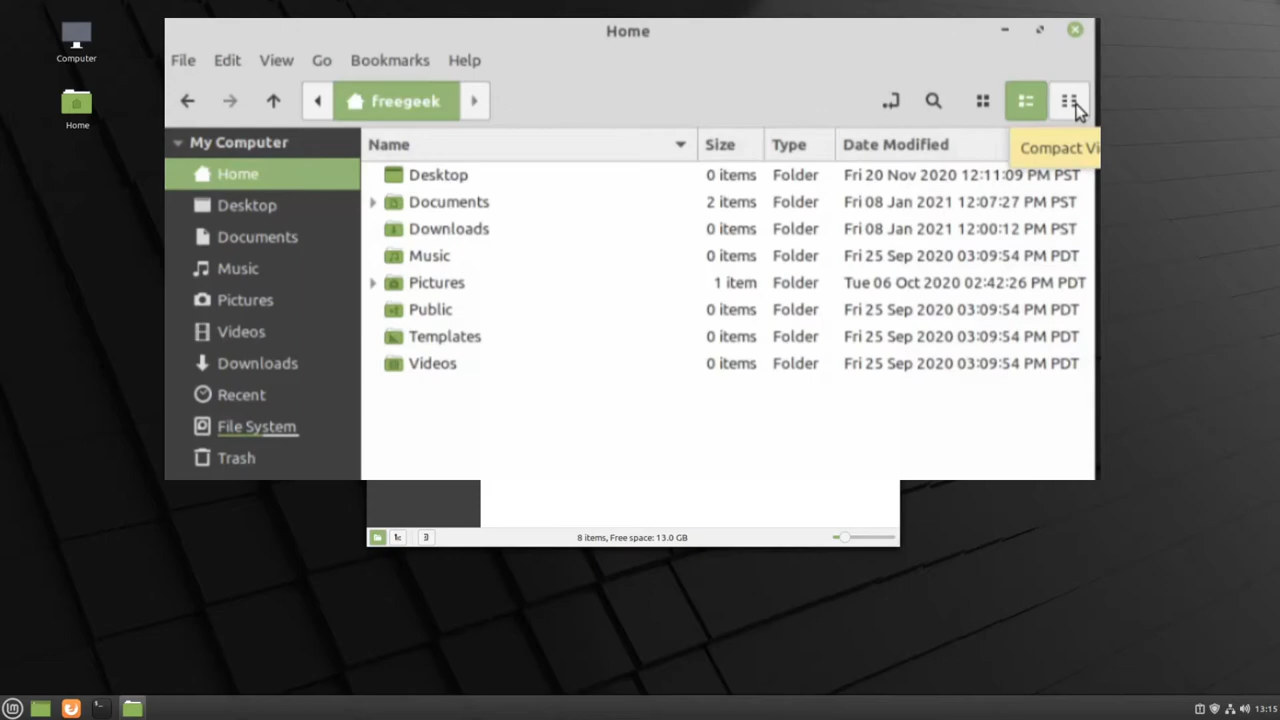 Computer
Home
Home
File Edit View Go Bookmarks Help
freegeek
My Computer
Home
Desktop
Documents
Music
Pictures
Videos
Downloads
Recent
File System
Trash
Name Size Type Date Modified
Compact Vi
Desktop 0 items Folder Fri 20 Nov 2020 12:11:09 PM PST
Documents 2 items Folder Fri 08 Jan 2021 12:07:27 PM PST
Downloads 0 items Folder Fri 08 Jan 2021 12:00:12 PM PST
Music 0 items Folder Fri 25 Sep 2020 03:09:54 PM PDT
Pictures 1 item Folder Tue 06 Oct 2020 02:42:26 PM PDT
Public 0 items Folder Fri 25 Sep 2020 03:09:54 PM PDT
Templates 0 items Folder Fri 25 Sep 2020 03:09:54 PM PDT
Videos 0 items Folder Fri 25 Sep 2020 03:09:54 PM PDT
8 items, Free space: 13.0 GB
13:15